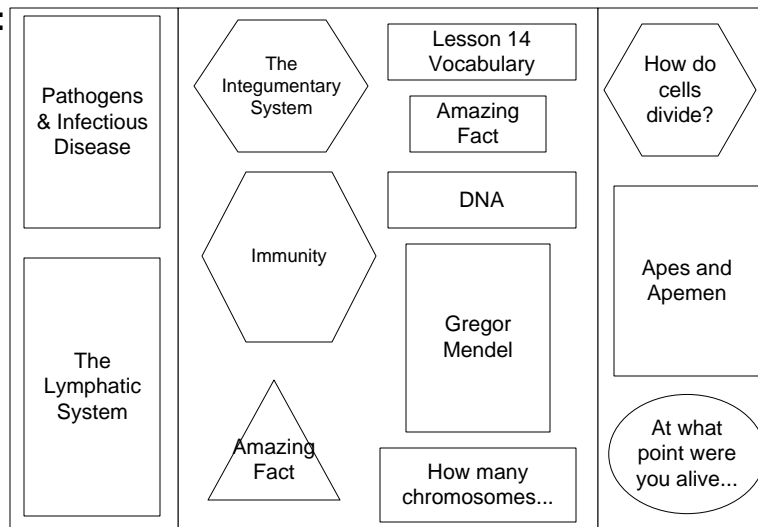 :
Pathogens
& Infectious
Disease
The
Lymphatic
System
The
Integumentary
System
Immunity
Amazing
Fact
Lesson 14
Vocabulary
Amazing
Fact
DNA
Gregor
Mendel
How many
chromosomes...
How do
cells
divide?
Apes and
Apemen
At what
point were
you alive...